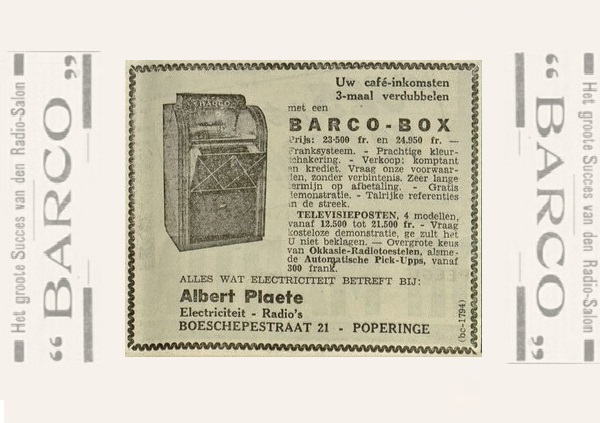 Het groote Succes van den Radio-Salon
“ BARCO ”
BARCO
Uw café-inkomsten
3-maal verdubbelen
met een
BARCO-BOX
Prijs: 23.500 fr. en 24.950 fr. —
Franksysteem. - Prachtige kleur-
schakering. - Verkoop: komptant
en krediet. Vraag onze voorwaar-
den, zonder verbintenis. Zeer lange
termijn op afbetaling. - Gratis
demonstratie. - Talrijke referenties
in de streek.
TELEVISIEPOSTEN, 4 modellen,
vanaf 12.500 tot 21.500 fr. - Vraag
kosteloze demonstratie, ge zult het
U niet beklagen. — Overgrote keus
van Okkasie-Radiotoestelen, alsme-
de Automatische Pick-Upps, vanaf
300 frank.
ALLES WAT ELECTRICITEIT BETREFT BIJ:
Albert Plaete
Electriciteit - Radio's
BOESCHEPESTRAAT 21 - POPERINGE
(bc-1794)
“ BARCO ”
Het groote Succes van den Radio-Salon